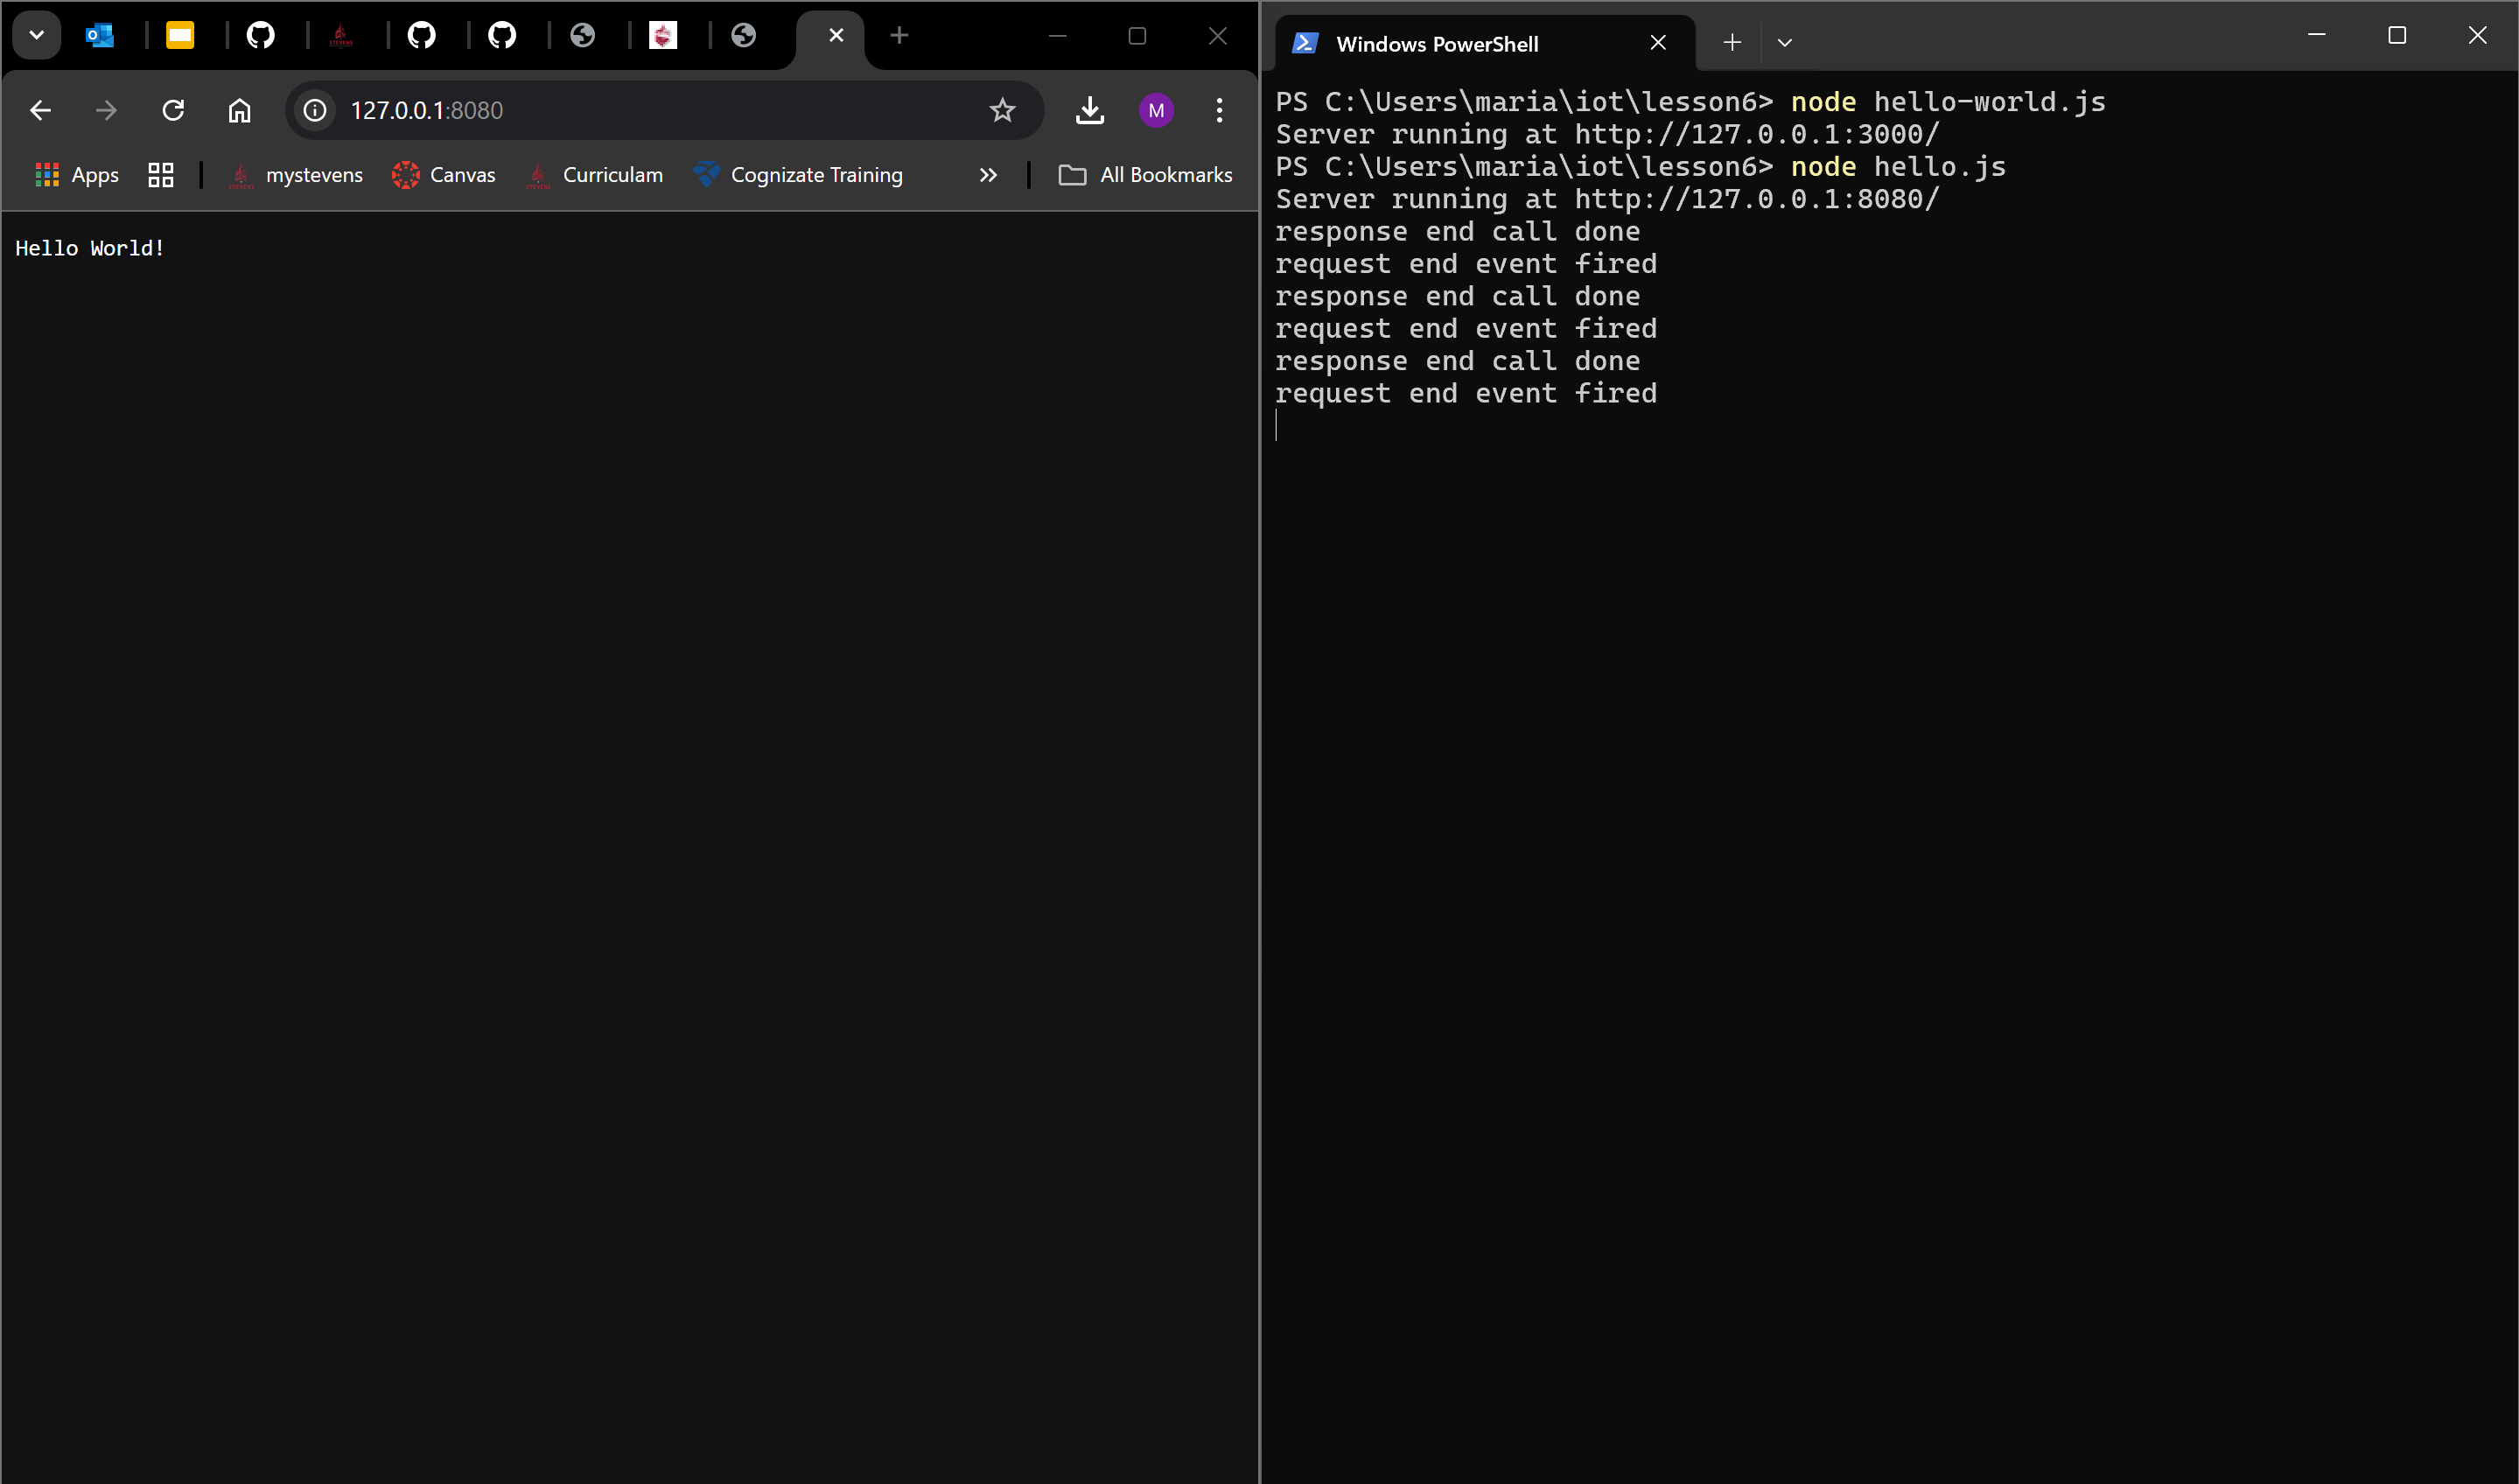 127.0.0.1:8080
M
Apps
mystevens
Canvas
Curriculam
Cognizate Training
All Bookmarks
Hello World!
Windows PowerShell
PS C:\Users\maria\iot\lesson6> node hello-world.js
Server running at http://127.0.0.1:3000/
PS C:\Users\maria\iot\lesson6> node hello.js
Server running at http://127.0.0.1:8080/
response end call done
request end event fired
response end call done
request end event fired
response end call done
request end event fired